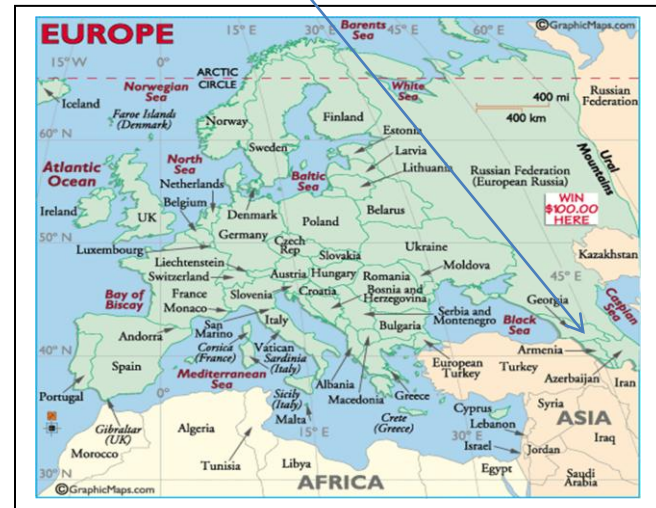 EUROPE
Barents
Sea
©GraphicMaps.com
15°W
0°
15° E
30° E
45° E
60° E
Norwegian
Sea
ARCTIC
CIRCLE
White
Sea
400 mi
400 km
Russian
Federation
Iceland
Faroe Islands
(Denmark)
Norway
Finland
60° N
Sweden
Estonia
Latvia
Lithuania
Ural
Mountains
Atlantic
Ocean
North
Sea
Netherlands
Belgium
Baltic
Sea
Russian Federation
(European Russia)
WIN
$100.00
HERE
Ireland
UK
Denmark
Poland
Belarus
50° N
Luxembourg
Germany
Czech
Rep
Slovakia
Ukraine
Kazakhstan
Liechtenstein
Switzerland
Austria
Hungary
Romania
Moldova
45° E
Bay of
Biscay
France
Monaco
Slovenia
Croatia
Bosnia and
Herzegovina
Georgia
Caspian
Sea
Andorra
San
Marino
Italy
Serbia and
Montenegro
Bulgaria
Black
Sea
40° N
Corsica
(France)
Vatican
Sardinia
(Italy)
Armenia
Spain
Mediterranean
Sea
European
Turkey
Turkey
Azerbaijan
Iran
Portugal
0°
Sicily
(Italy)
Albania
Macedonia
Greece
Gibraltar
(UK)
Malta
Crete
(Greece)
Cyprus
Lebanon
Syria
ASIA
Algeria
15° E
30° E
Israel
Jordan
Iraq
Morocco
Tunisia
Libya
Egypt
Saudi
Arabia
30° N
AFRICA
©GraphicMaps.com